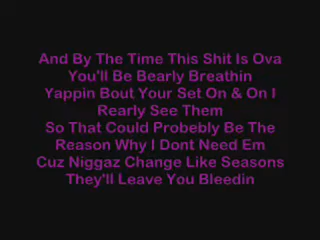 And By The Time This Shit Is Ova
You'll Be Bearly Breathin
Yappin Bout Your Set On & On I
Rearly See Them
So That Could Probebly Be The
Reason Why I Dont Need Em
Cuz Niggaz Change Like Seasons
They'll Leave You Bleedin